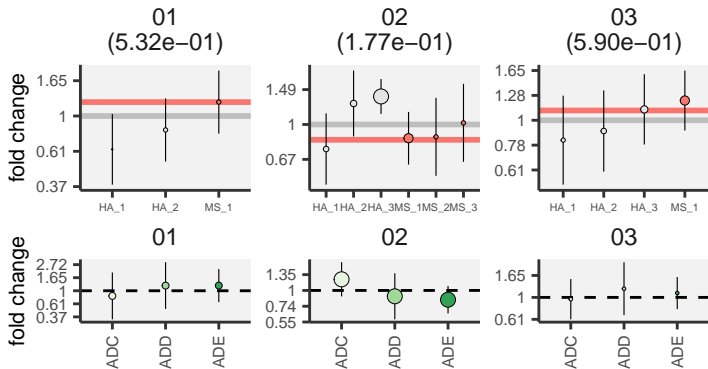 01
(5.32e−01)
02
(1.77e−01)
03
(5.90e−01)
fold change
1.65
1
0.61
0.37
HA_1
HA_2
MS_1
1.49
1
0.67
HA_1
HA_2
HA_3
MS_1
MS_2
MS_3
1.65
1.28
1
0.78
0.61
HA_1
HA_2
HA_3
MS_1
01
02
03
fold change
2.72
1.65
1
0.61
0.37
ADC
ADD
ADE
1.35
1
0.74
0.55
ADC
ADD
ADE
1.65
1
0.61
ADC
ADD
ADE